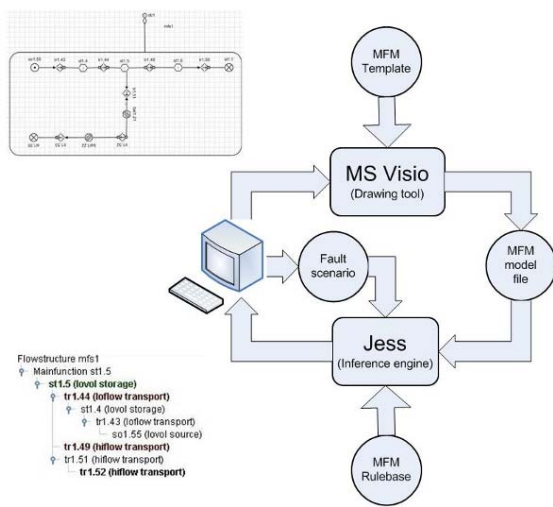 MFM
Template
MS Visio
(Drawing tool)
Fault
scenario
MFM
model
file
Jess
(Inference engine)
MFM
Rulebase
Flowstructure mfs1
Mainfunction st1.5
st1.5 (lovol storage)
tr1.44 (loflow transport)
st1.4 (lovol storage)
tr1.43 (loflow transport)
so1.55 (lovol source)
tr1.49 (hiflow transport)
tr1.51 (hiflow transport)
tr1.52 (hiflow transport)